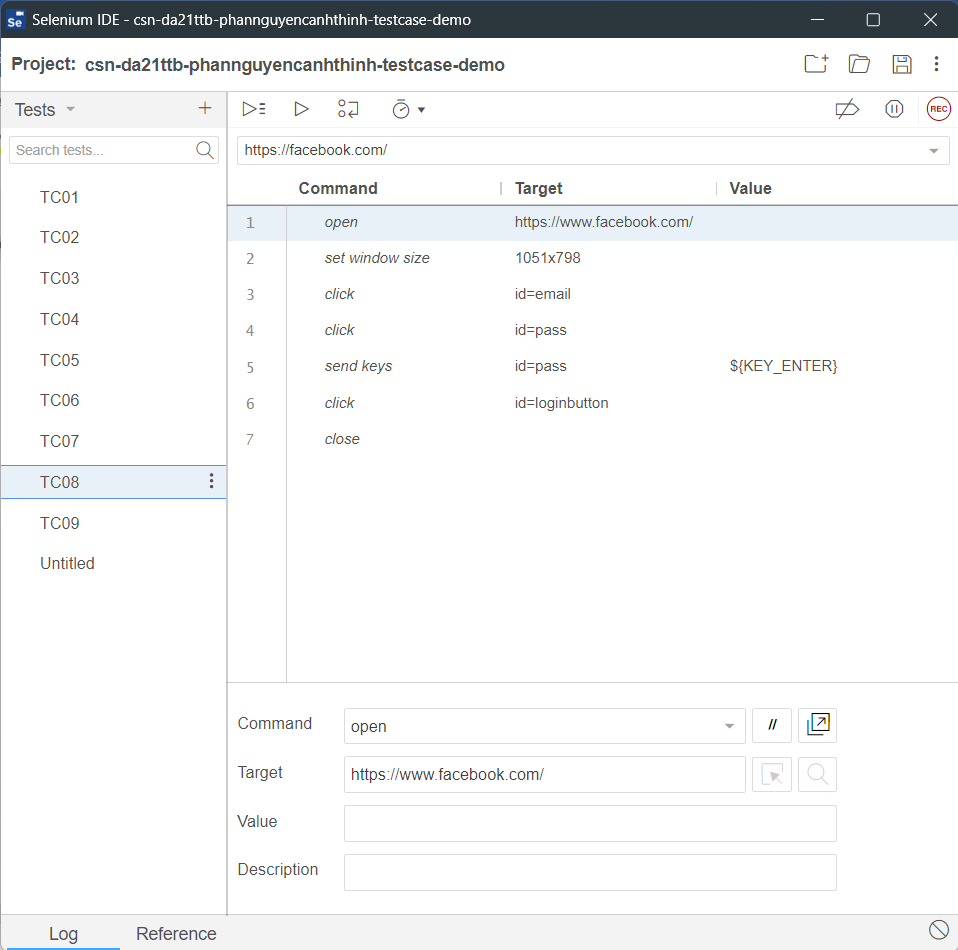 Se Selenium IDE - csn-da21ttb-phannguyencanhthinh-testcase-demo
Project: csn-da21ttb-phannguyencanhthinh-testcase-demo
Tests
REC
Search tests...
https://facebook.com/
Command Target Value
TC01
TC02
TC03
TC04
TC05
TC06
TC07
TC08
TC09
Untitled
1 open https://www.facebook.com/
2 set window size 1051x798
3 click id=email
4 click id=pass
5 send keys id=pass ${KEY_ENTER}
6 click id=loginbutton
7 close
Command open //
Target https://www.facebook.com/
Value
Description
Log Reference